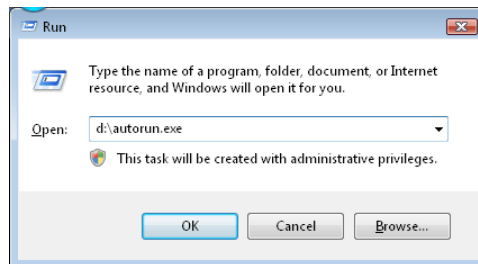 Run
Type the name of a program, folder, document, or Internet
resource, and Windows will open it for you.
Open: d:\autorun.exe
This task will be created with administrative privileges.
OK Cancel Browse...